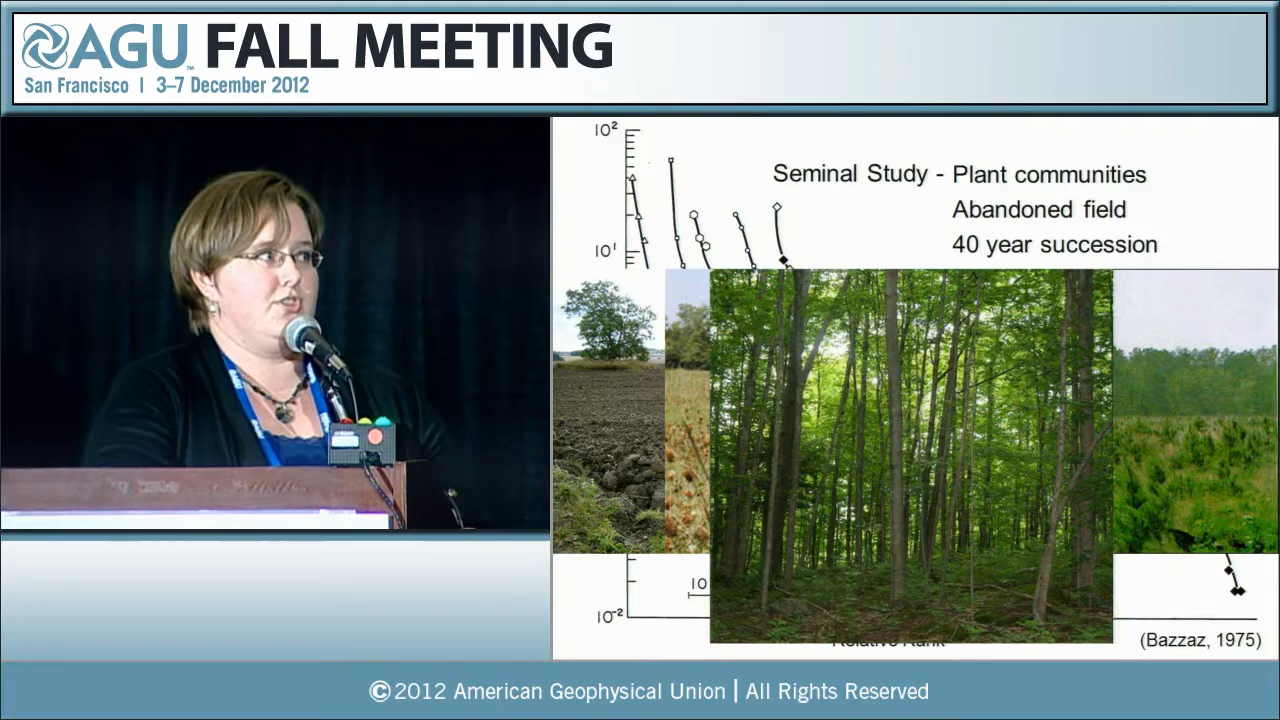 AGU FALL MEETING
San Francisco | 3–7 December 2012
10²
Seminal Study - Plant communities
Abandoned field
40 year succession
10¹
10
10⁻²
(Bazzaz, 1975)
©2012 American Geophysical Union | All Rights Reserved